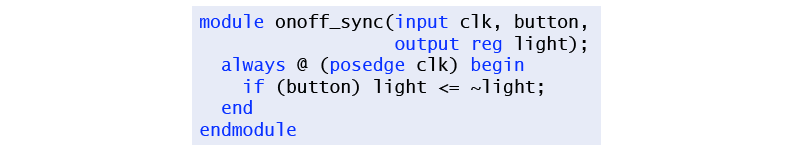 module onoff_sync(input clk, button,
output reg light);
always @ (posedge clk) begin
if (button) light <= ~light;
end
endmodule